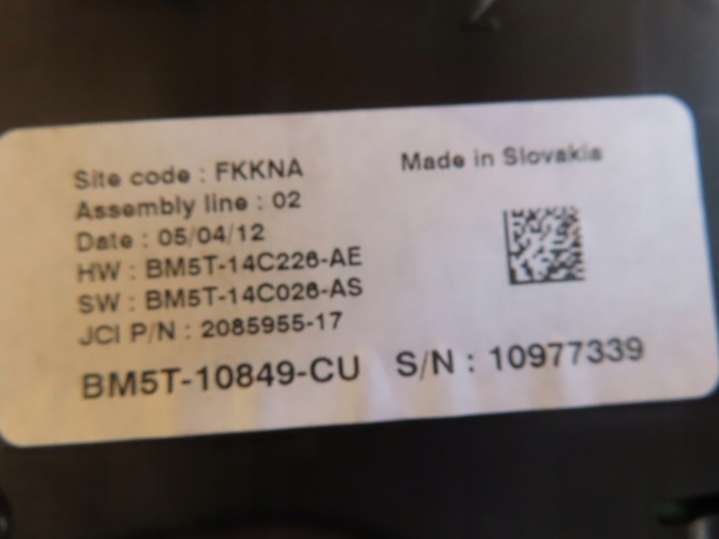 Site code : FKKNA
Made in Slovakia
Assembly line : 02
Date : 05/04/12
HW : BM5T-14C226-AE
SW : BM5T-14C026-AS
JCI P/N : 2085955-17
BM5T-10849-CU S/N : 10977339